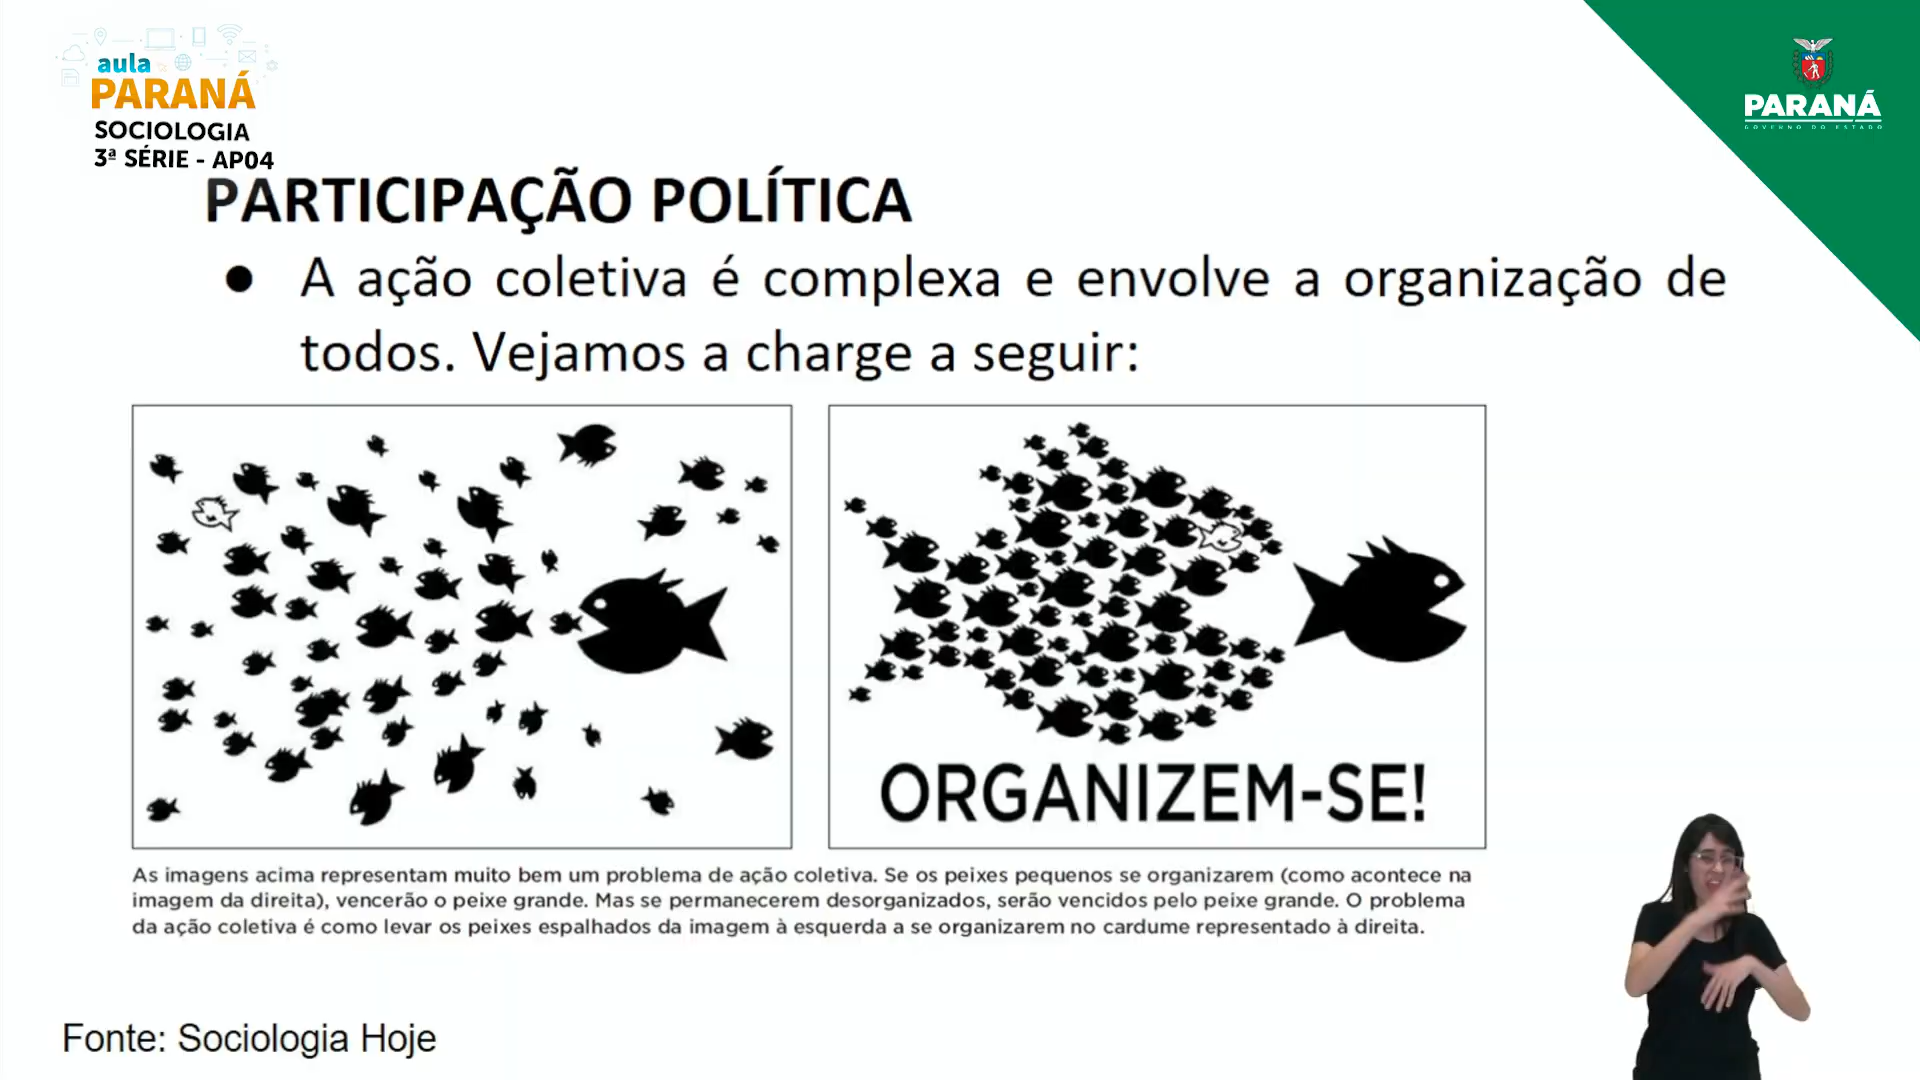 aula
PARANÁ
SOCIOLOGIA
3ª SÉRIE - AP04
PARANÁ
GOVERNO DO ESTADO
PARTICIPAÇÃO POLÍTICA
● A ação coletiva é complexa e envolve a organização de
todos. Vejamos a charge a seguir:
ORGANIZEM-SE!
As imagens acima representam muito bem um problema de ação coletiva. Se os peixes pequenos se organizarem (como acontece na
imagem da direita), vencerão o peixe grande. Mas se permanecerem desorganizados, serão vencidos pelo peixe grande. O problema
da ação coletiva é como levar os peixes espalhados da imagem à esquerda a se organizarem no cardume representado à direita.
Fonte: Sociologia Hoje